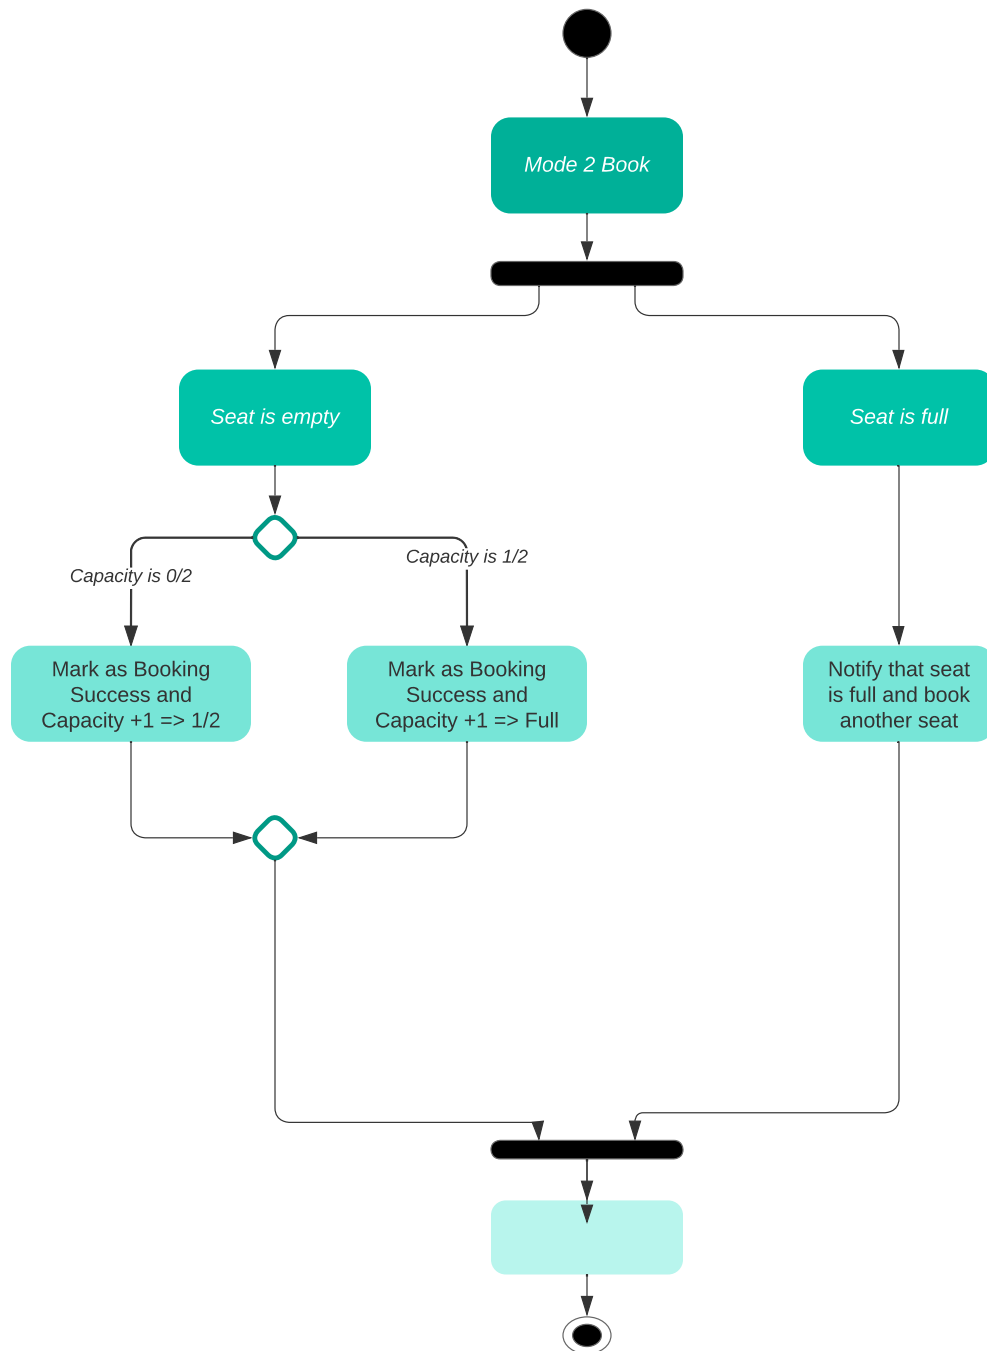 Mode 2 Book
Seat is empty
Seat is full
Capacity is 0/2
Capacity is 1/2
Mark as Booking
Success and
Capacity +1 => 1/2
Mark as Booking
Success and
Capacity +1 => Full
Notify that seat
is full and book
another seat